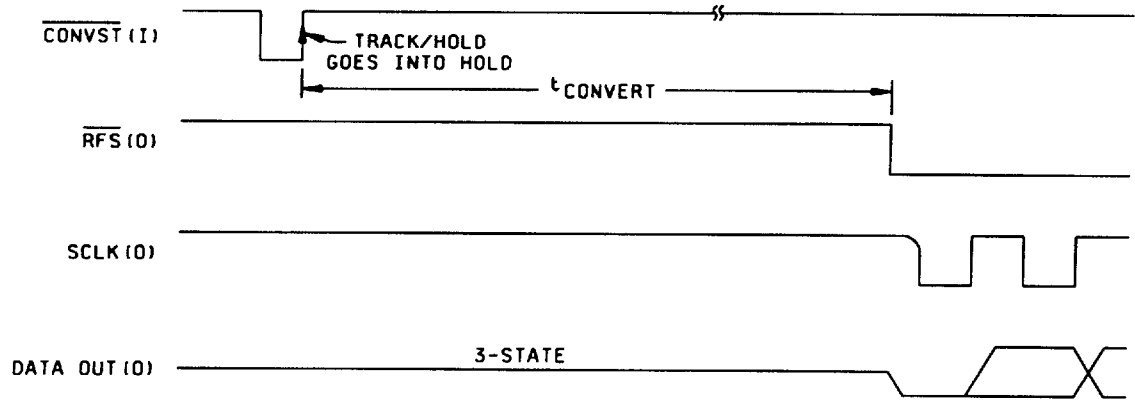 CONVST(I)
TRACK/HOLD
GOES INTO HOLD
tCONVERT
RFS(O)
SCLK(O)
3-STATE
DATA OUT(O)